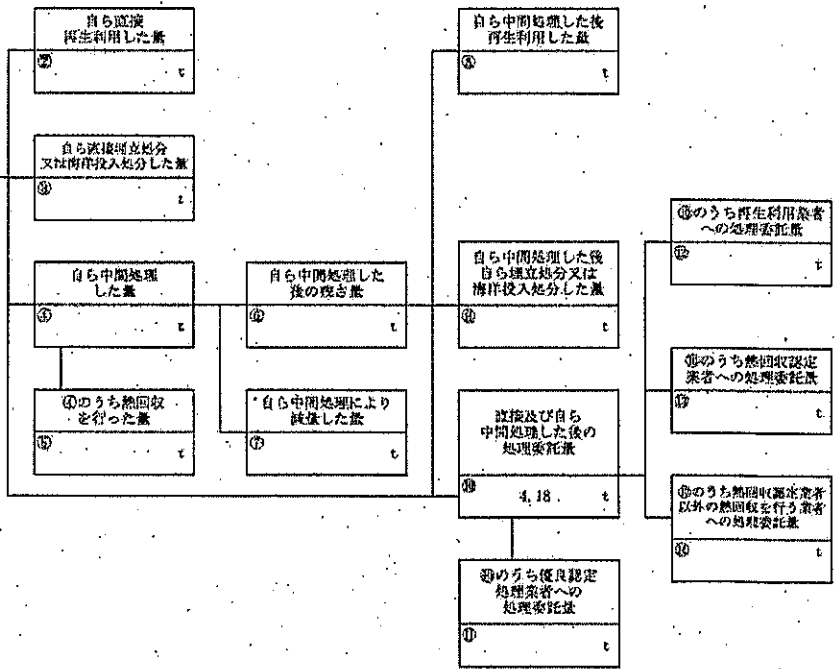 自ら直接
再生利用した量
②
t
自ら中間処理した後
再生利用した量
⑧
t
自ら直接埋立処分
又は海洋投入処分した量
③
t
⑩のうち再生利用業者
への処理委託量
⑫
t
自ら中間処理
した量
④
t
自ら中間処理した
後の残さ量
⑥
t
自ら中間処理した後
自ら埋立処分又は
海洋投入処分した量
⑨
t
⑩のうち熱回収認定
業者への処理委託量
⑬
t
④のうち熱回収
を行った量
⑤
t
自ら中間処理により
減量した量
⑦
t
直接及び自ら
中間処理した後の
処理委託量
⑩
4.18 t
⑩のうち熱回収認定業者
以外の熱回収を行う業者
への処理委託量
⑭
t
⑩のうち優良認定
処理業者への
処理委託量
⑪
t